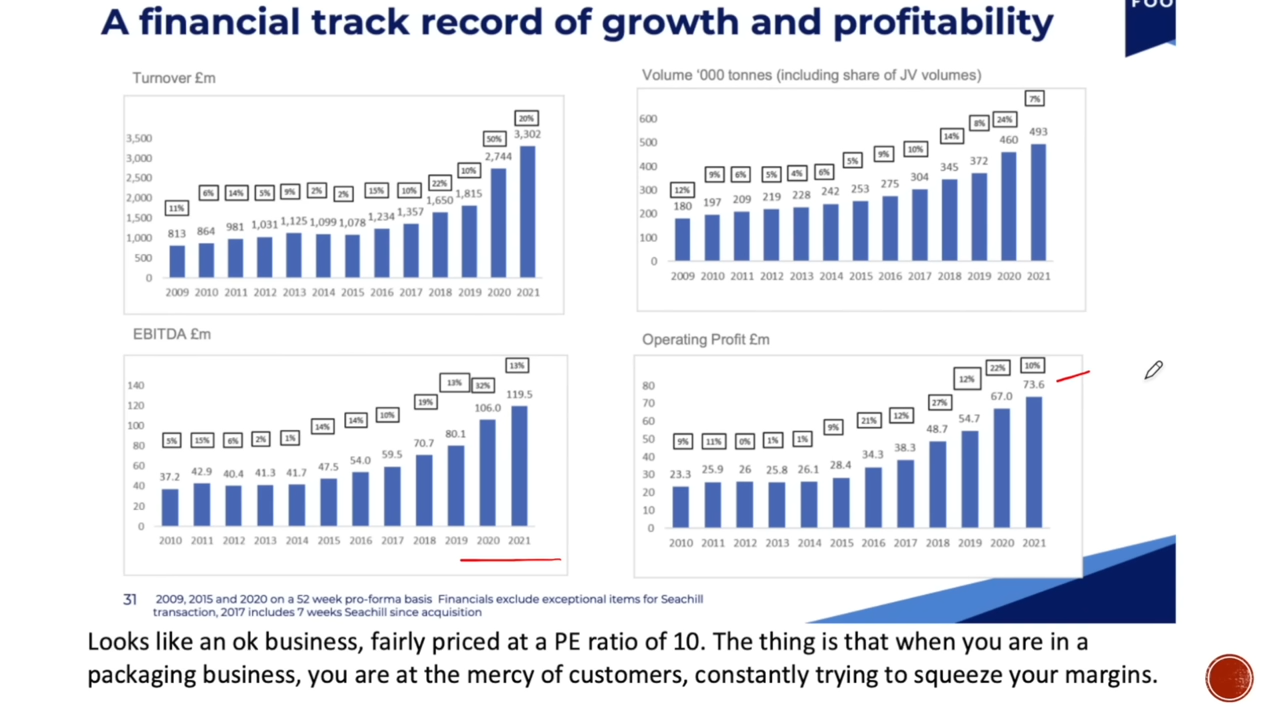 FOO
A financial track record of growth and profitability
Turnover £m
3,500
3,000
2,500
2,000
1,500
1,000
500
0
11% 6% 14% 5% 9% 2% 2% 15% 10% 22% 10% 50% 20%
813 864 981 1,031 1,125 1,099 1,078 1,234 1,357 1,650 1,815 2,744 3,302
2009 2010 2011 2012 2013 2014 2015 2016 2017 2018 2019 2020 2021
Volume ‘000 tonnes (including share of JV volumes)
600
500
400
300
200
100
0
12% 9% 6% 5% 4% 6% 5% 9% 10% 14% 8% 24% 7%
180 197 209 219 228 242 253 275 304 345 372 460 493
2009 2010 2011 2012 2013 2014 2015 2016 2017 2018 2019 2020 2021
EBITDA £m
140
120
100
80
60
40
20
0
5% 15% 6% 2% 1% 14% 14% 10% 19% 13% 32% 13%
37.2 42.9 40.4 41.3 41.7 47.5 54.0 59.5 70.7 80.1 106.0 119.5
2010 2011 2012 2013 2014 2015 2016 2017 2018 2019 2020 2021
Operating Profit £m
80
70
60
50
40
30
20
10
0
9% 11% 0% 1% 1% 9% 21% 12% 27% 12% 22% 10%
23.3 25.9 26 25.8 26.1 28.4 34.3 38.3 48.7 54.7 67.0 73.6
2010 2011 2012 2013 2014 2015 2016 2017 2018 2019 2020 2021
31 2009, 2015 and 2020 on a 52 week pro-forma basis Financials exclude exceptional items for Seachill
transaction, 2017 includes 7 weeks Seachill since acquisition
Looks like an ok business, fairly priced at a PE ratio of 10. The thing is that when you are in a
packaging business, you are at the mercy of customers, constantly trying to squeeze your margins.